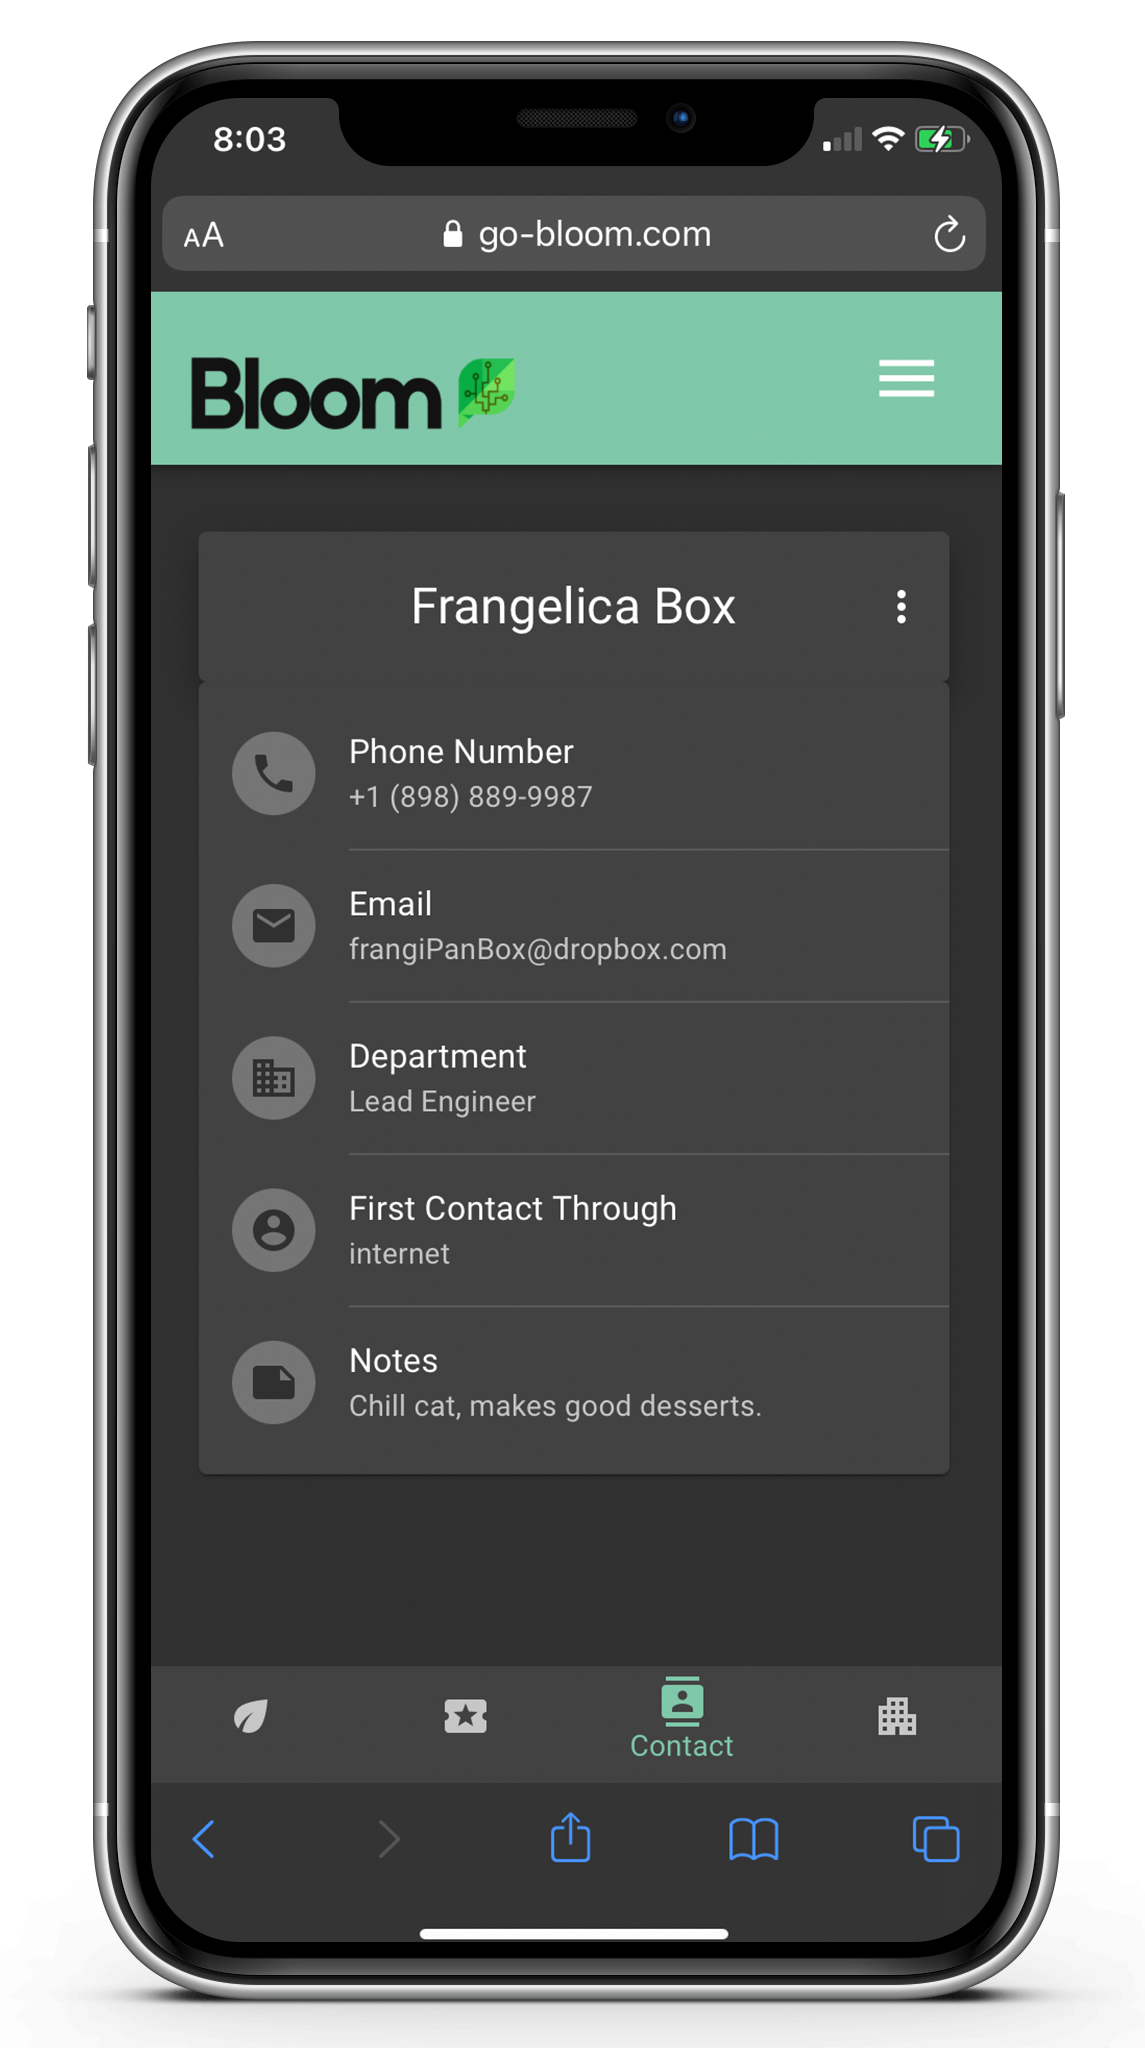 8:03
AA go-bloom.com
Bloom
Frangelica Box
Phone Number
+1 (898) 889-9987
Email
frangiPanBox@dropbox.com
Department
Lead Engineer
First Contact Through
internet
Notes
Chill cat, makes good desserts.
Contact